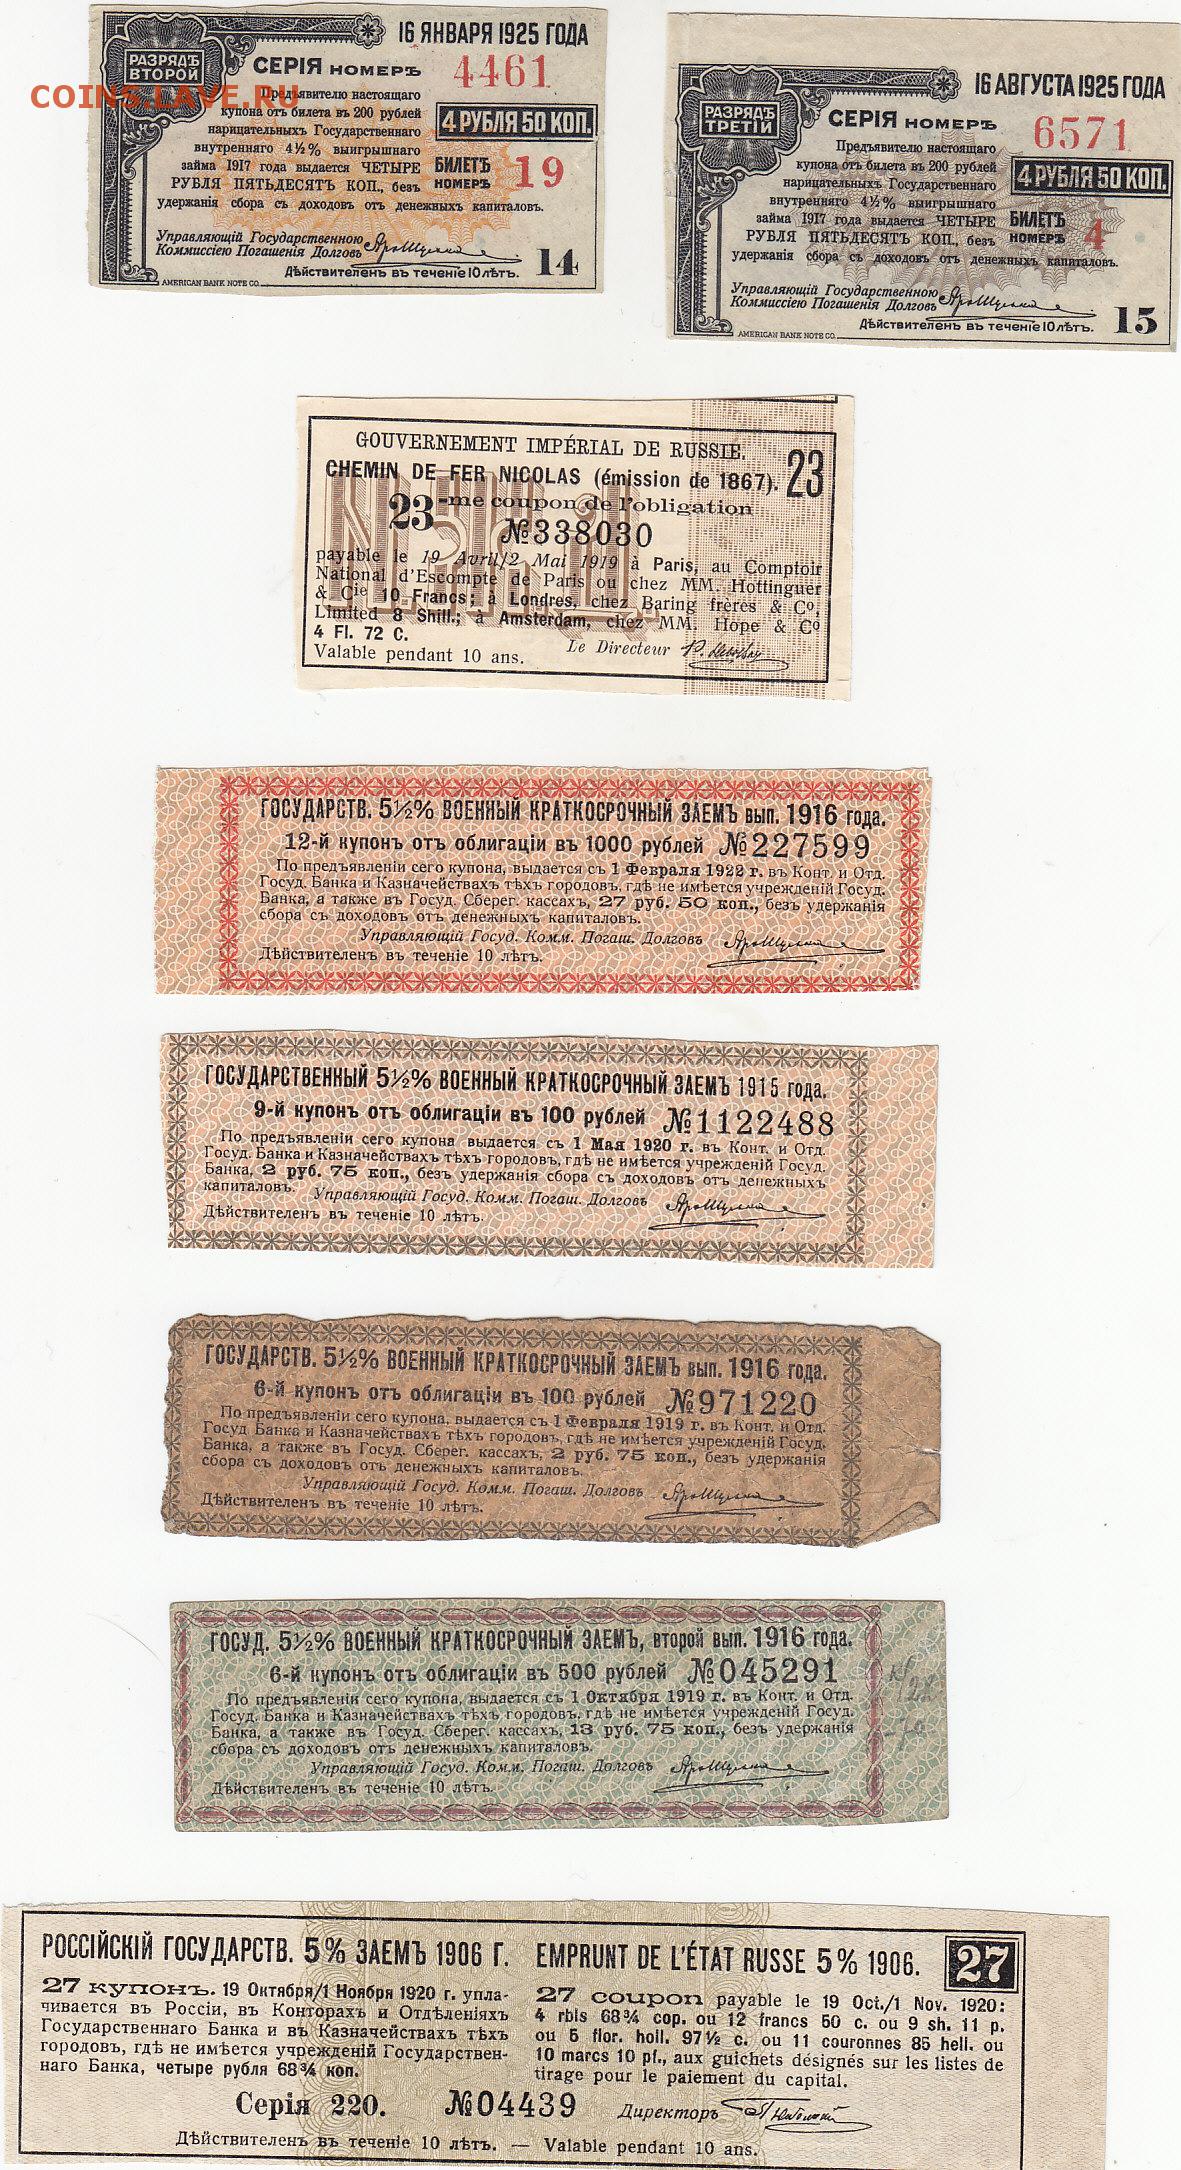 16 ЯНВАРЯ 1925 ГОДА
РАЗРЯДЪ
ВТОРОЙ
СЕРІЯ НОМЕРЪ 4461
COINS.LAVE.RU
Предъявителю настоящаго
купона отъ билета въ 200 рублей
4 РУБЛЯ 50 КОП.
нарицательныхъ Государственнаго
внутренняго 4½% выигрышнаго
займа 1917 года выдается ЧЕТЫРЕ
БИЛЕТЪ
НОМЕРЪ 19
РУБЛЯ ПЯТЬДЕСЯТЪ КОП., безъ
удержанія сбора съ доходовъ отъ денежныхъ капиталовъ.
Управляющій Государственною
Коммиссіею Погашенія Долговъ
14
Дѣйствителенъ въ теченіе 10 лѣтъ.
AMERICAN BANK NOTE CO.
16 АВГУСТА 1925 ГОДА
РАЗРЯДЪ
ТРЕТІЙ
СЕРІЯ НОМЕРЪ 6571
Предъявителю настоящаго
купона отъ билета въ 200 рублей
4 РУБЛЯ 50 КОП.
нарицательныхъ Государственнаго
внутренняго 4½% выигрышнаго
займа 1917 года выдается ЧЕТЫРЕ
БИЛЕТЪ
НОМЕРЪ 4
РУБЛЯ ПЯТЬДЕСЯТЪ КОП., безъ
удержанія сбора съ доходовъ отъ денежныхъ капиталовъ.
Управляющій Государственною
Коммиссіею Погашенія Долговъ
15
Дѣйствителенъ въ теченіе 10 лѣтъ.
AMERICAN BANK NOTE CO.
GOUVERNEMENT IMPÉRIAL DE RUSSIE.
CHEMIN DE FER NICOLAS (émission de 1867). 23
23-me coupon de l'obligation
№338030
payable le 19 Avril/2 Mai 1919 à Paris, au Comptoir
National d'Escompte de Paris ou chez MM. Hottinguer
& Cie 10 Francs; à Londres, chez Baring frères & Co,
Limited 8 Shill.; à Amsterdam, chez MM. Hope & Co
4 Fl. 72 C.
Le Directeur
Valable pendant 10 ans.
ГОСУДАРСТВ. 5½% ВОЕННЫЙ КРАТКОСРОЧНЫЙ ЗАЕМЪ вып. 1916 года.
12-й купонъ отъ облигаціи въ 1000 рублей №227599
По предъявленіи сего купона, выдается съ 1 Февраля 1922 г. въ Конт. и Отд.
Госуд. Банка и Казначействахъ тѣхъ городовъ, гдѣ не имѣется учрежденій Госуд.
Банка, а также въ Госуд. Сберег. кассахъ, 27 руб. 50 коп., безъ удержанія
сбора съ доходовъ отъ денежныхъ капиталовъ.
Управляющій Госуд. Комм. Погаш. Долговъ
Дѣйствителенъ въ теченіе 10 лѣтъ.
ГОСУДАРСТВЕННЫЙ 5½% ВОЕННЫЙ КРАТКОСРОЧНЫЙ ЗАЕМЪ 1915 года.
9-й купонъ отъ облигаціи въ 100 рублей №1122488
По предъявленіи сего купона выдается съ 1 Мая 1920 г. въ Конт. и Отд.
Госуд. Банка и Казначействахъ тѣхъ городовъ, гдѣ не имѣется учрежденій Госуд.
Банка, 2 руб. 75 коп., безъ удержанія сбора съ доходовъ отъ денежныхъ
капиталовъ. Управляющій Госуд. Комм. Погаш. Долговъ
Дѣйствителенъ въ теченіе 10 лѣтъ.
ГОСУДАРСТВ. 5½% ВОЕННЫЙ КРАТКОСРОЧНЫЙ ЗАЕМЪ вып. 1916 года.
6-й купонъ отъ облигаціи въ 100 рублей №971220
По предъявленіи сего купона, выдается съ 1 Февраля 1919 г. въ Конт. и Отд.
Госуд Банка и Казначействахъ тѣхъ городовъ, гдѣ не имѣется учрежденій Госуд.
Банка, а также въ Госуд. Сберег. кассахъ, 2 руб. 75 коп., безъ удержанія
сбора съ доходовъ отъ денежныхъ капиталовъ.
Управляющій Госуд. Комм. Погаш. Долговъ
Дѣйствителенъ въ теченіе 10 лѣтъ.
ГОСУД. 5½% ВОЕННЫЙ КРАТКОСРОЧНЫЙ ЗАЕМЪ, второй вып. 1916 года.
6-й купонъ отъ облигаціи въ 500 рублей №045291
По предъявленіи сего купона, выдается съ 1 Октября 1919 г. въ Конт. и Отд.
Госуд. Банка и Казначействахъ тѣхъ городовъ, гдѣ не имѣется учрежденій Госуд.
Банка, а также въ Госуд. Сберег. кассахъ, 13 руб. 75 коп., безъ удержанія
сбора съ доходовъ отъ денежныхъ капиталовъ.
Управляющій Госуд. Комм. Погаш. Долговъ
Дѣйствителенъ въ теченіе 10 лѣтъ.
РОССІЙСКІЙ ГОСУДАРСТВ. 5% ЗАЕМЪ 1906 Г.
27 купонъ. 19 Октября/1 Ноября 1920 г. упла-
чивается въ Россіи, въ Конторахъ и Отдѣленіяхъ
Государственнаго Банка и въ Казначействахъ тѣхъ
городовъ, гдѣ не имѣется учрежденій Государствен-
наго Банка, четыре рубля 68¾ коп.
EMPRUNT DE L'ÉTAT RUSSE 5% 1906. 27
27 coupon payable le 19 Oct./1 Nov. 1920:
4 rbls 68¾ cop. ou 12 francs 50 c. ou 9 sh. 11 p.
ou 5 flor. holl. 97½ c. ou 11 couronnes 85 hell. ou
10 marcs 10 pf., aux guichets désignés sur les listes de
tirage pour le paiement du capital.
Серія 220. №04439 Директоръ
Дѣйствителенъ въ теченіе 10 лѣтъ. — Valable pendant 10 ans.